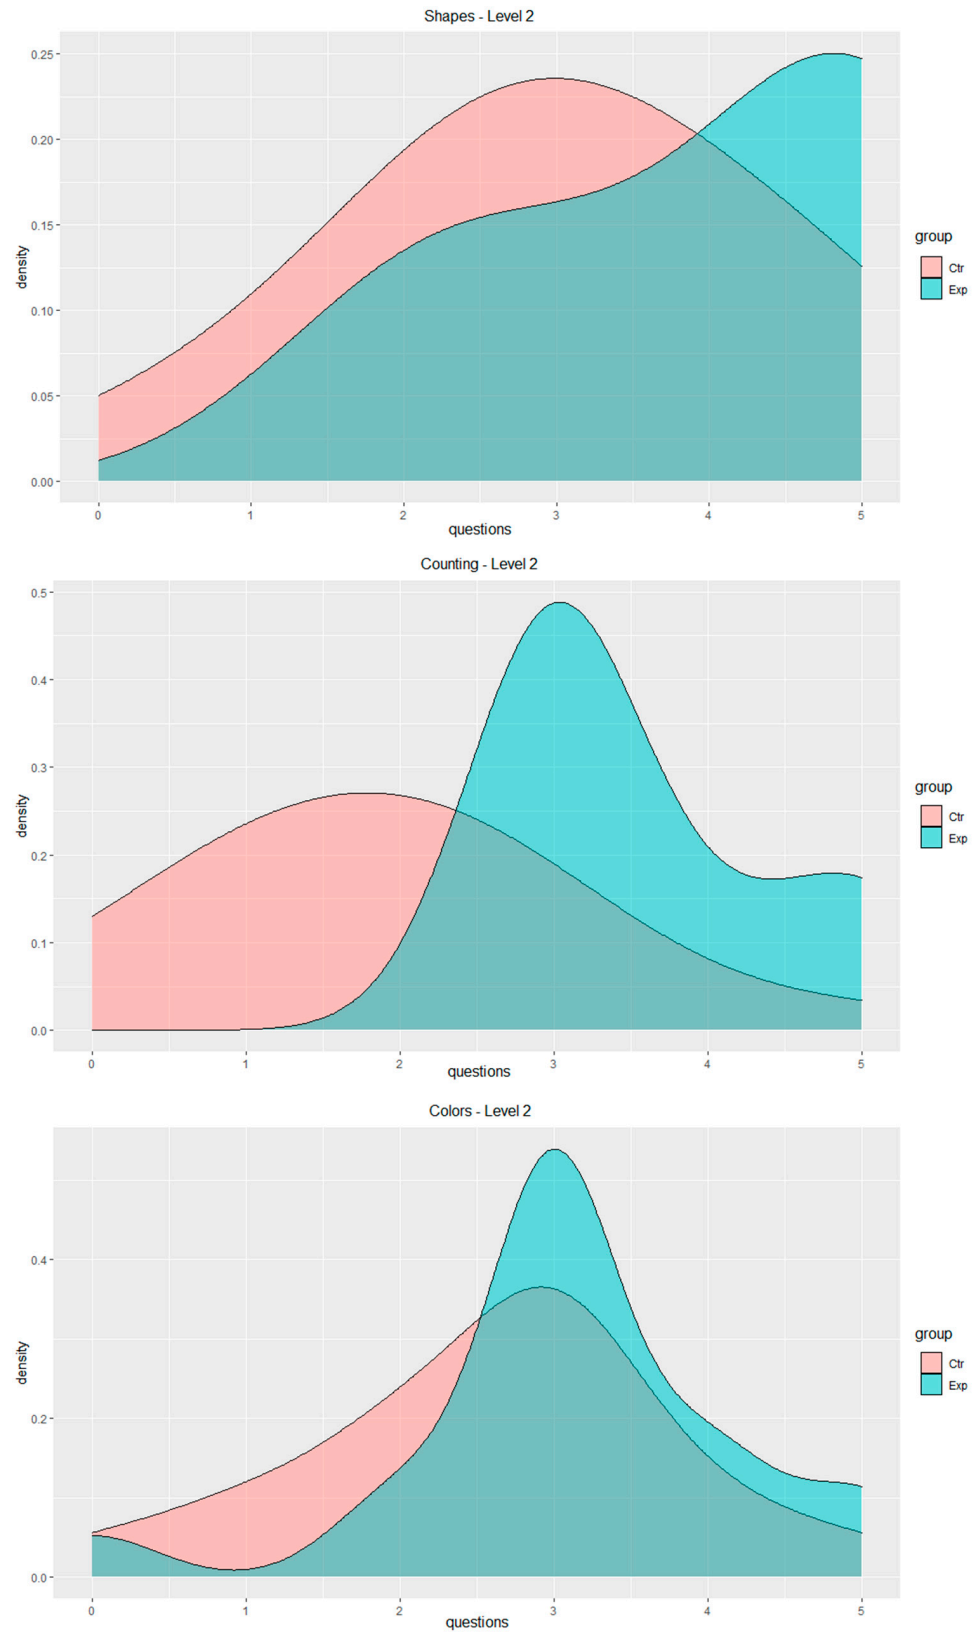 Shapes - Level 2
0.25
0.20
0.15
0.10
0.05
0.00
density
0 1 2 3 4 5
questions
group
Ctr
Exp
Counting - Level 2
0.5
0.4
0.3
0.2
0.1
0.0
density
0 1 2 3 4 5
questions
group
Ctr
Exp
Colors - Level 2
0.4
0.2
0.0
density
0 1 2 3 4 5
questions
group
Ctr
Exp